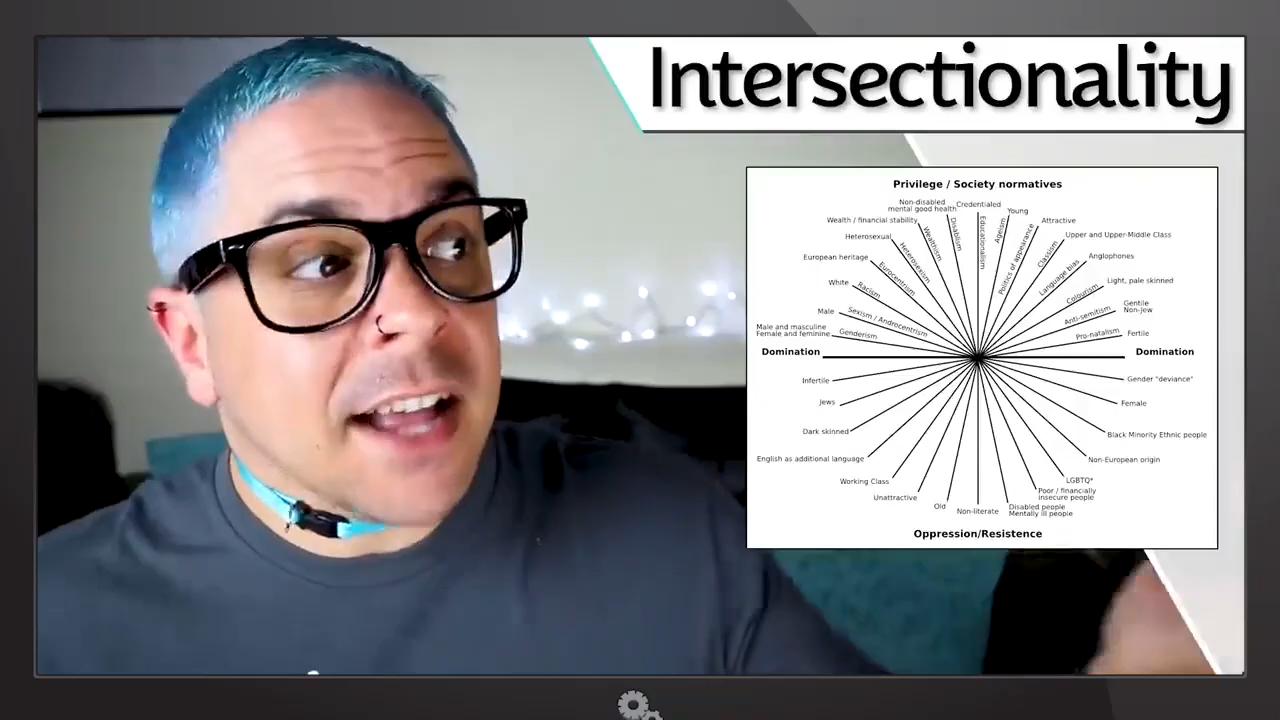 Intersectionality
Privilege / Society normatives
Non-disabled
mental good health
Credentialed
Young
Wealth / financial stability
Attractive
Heterosexual
Upper and Upper-Middle Class
European heritage
Anglophones
White
Light, pale skinned
Male
Gentile
Non-Jew
Male and masculine
Female and feminine
Fertile
Genderism
Sexism / Androcentrism
Racism
Eurocentrism
Heterosexism
Wealthism
Disablism
Educationalism
Ageism
Politics of appearance
Classism
Language bias
Colourism
Anti-semitism
Pro-natalism
Domination
Domination
Infertile
Gender "deviance"
Jews
Female
Dark skinned
Black Minority Ethnic people
English as additional language
Non-European origin
Working Class
LGBTQ*
Unattractive
Poor / financially
insecure people
Old
Non-literate
Disabled people
Mentally ill people
Oppression/Resistence